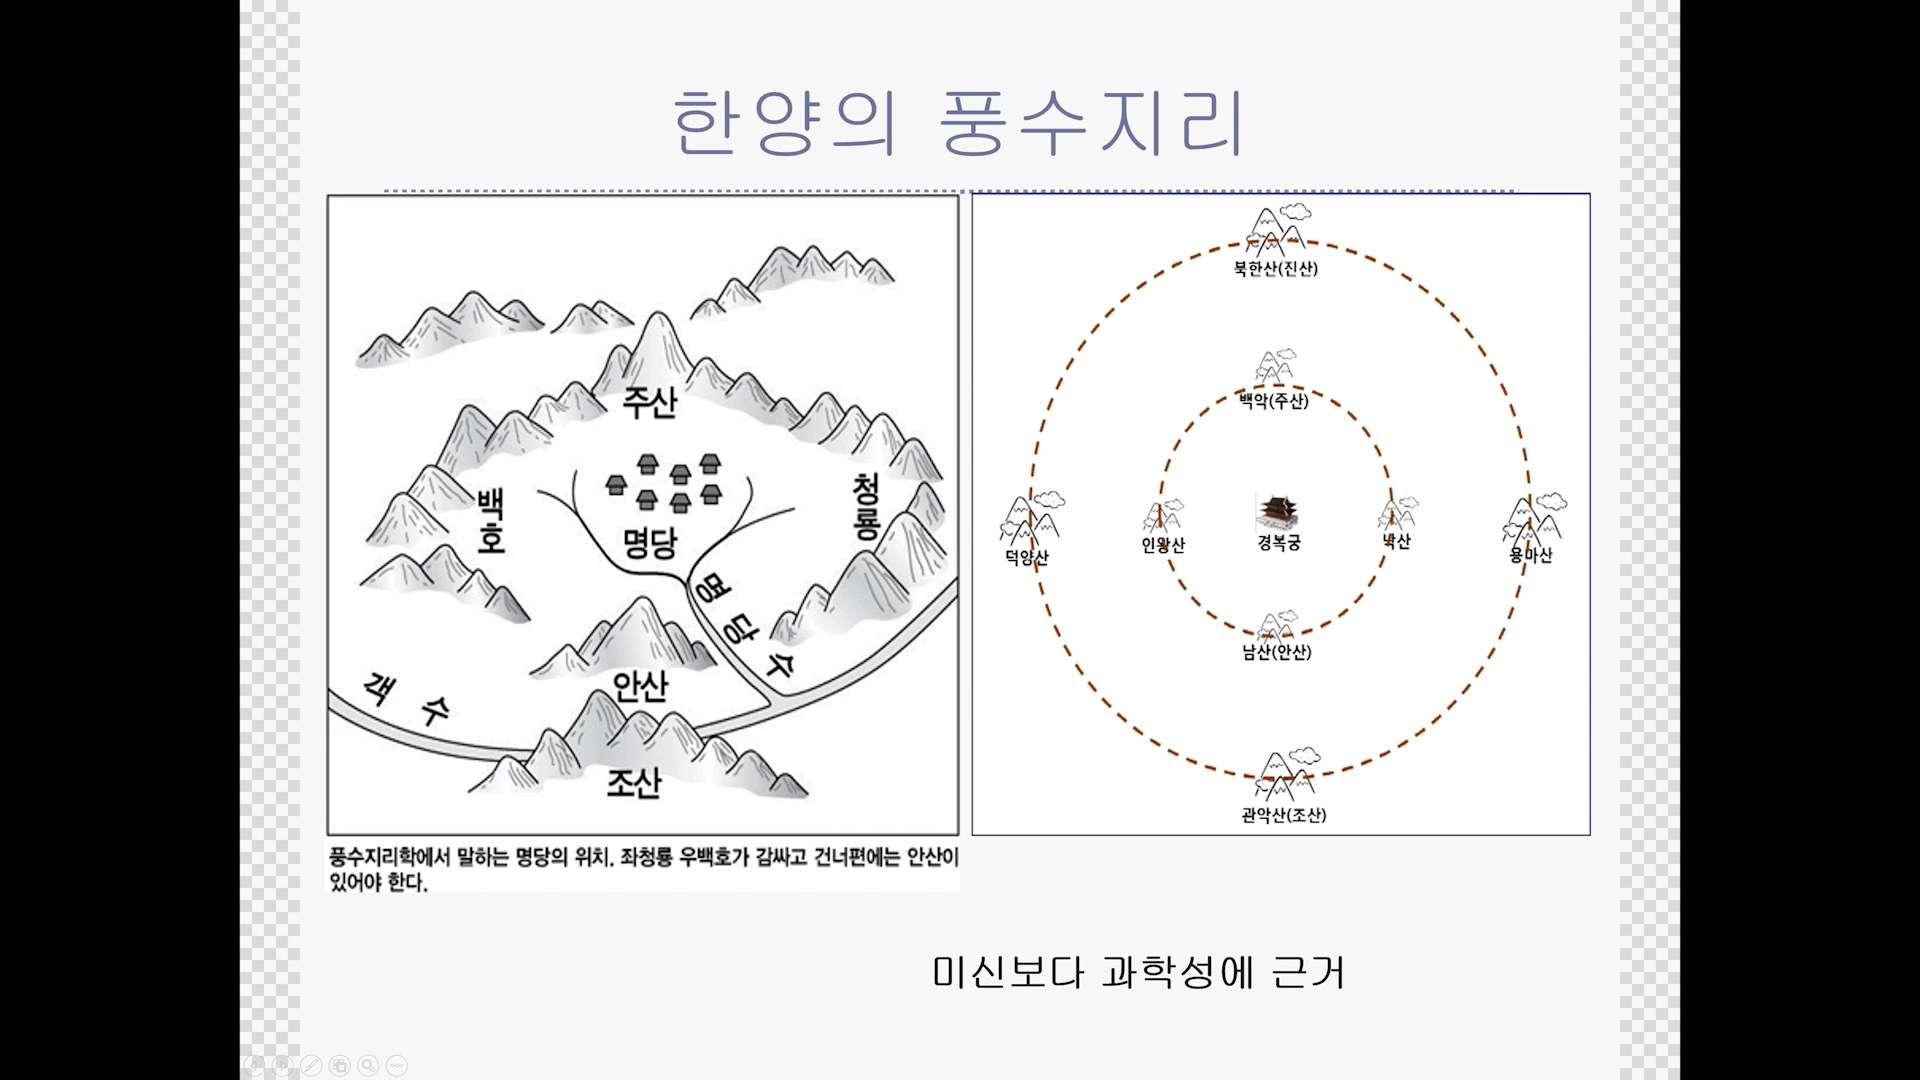 한양의 풍수지리
주산
백호
청룡
명당
명당수
객수
안산
조산
풍수지리학에서 말하는 명당의 위치. 좌청룡 우백호가 감싸고 건너편에는 안산이
있어야 한다.
북한산(진산)
백악(주산)
덕양산
인왕산
경복궁
낙산
용마산
남산(안산)
관악산(조산)
미신보다 과학성에 근거